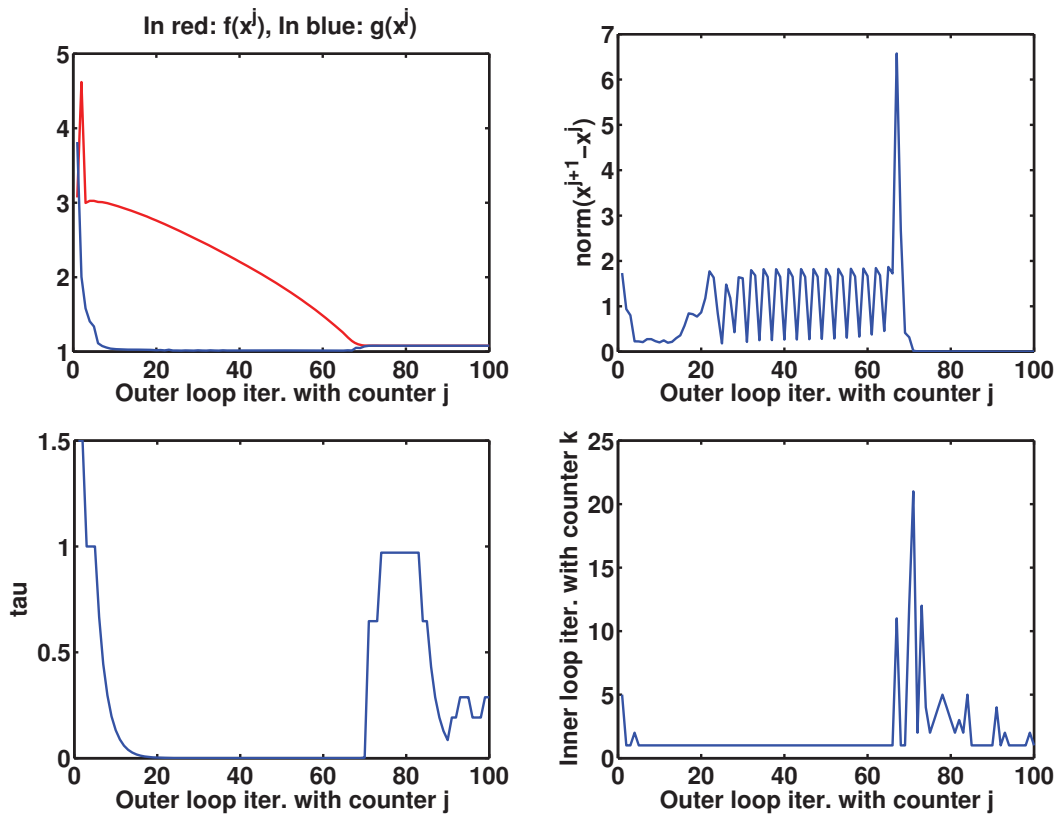 In red: f(x^j), In blue: g(x^j)
5
4
3
2
1
0 20 40 60 80 100
Outer loop iter. with counter j
norm(x^{j+1}−x^j)
7
6
5
4
3
2
1
0
0 20 40 60 80 100
Outer loop iter. with counter j
tau
1.5
1
0.5
0
0 20 40 60 80 100
Outer loop iter. with counter j
Inner loop iter. with counter k
25
20
15
10
5
0
0 20 40 60 80 100
Outer loop iter. with counter j